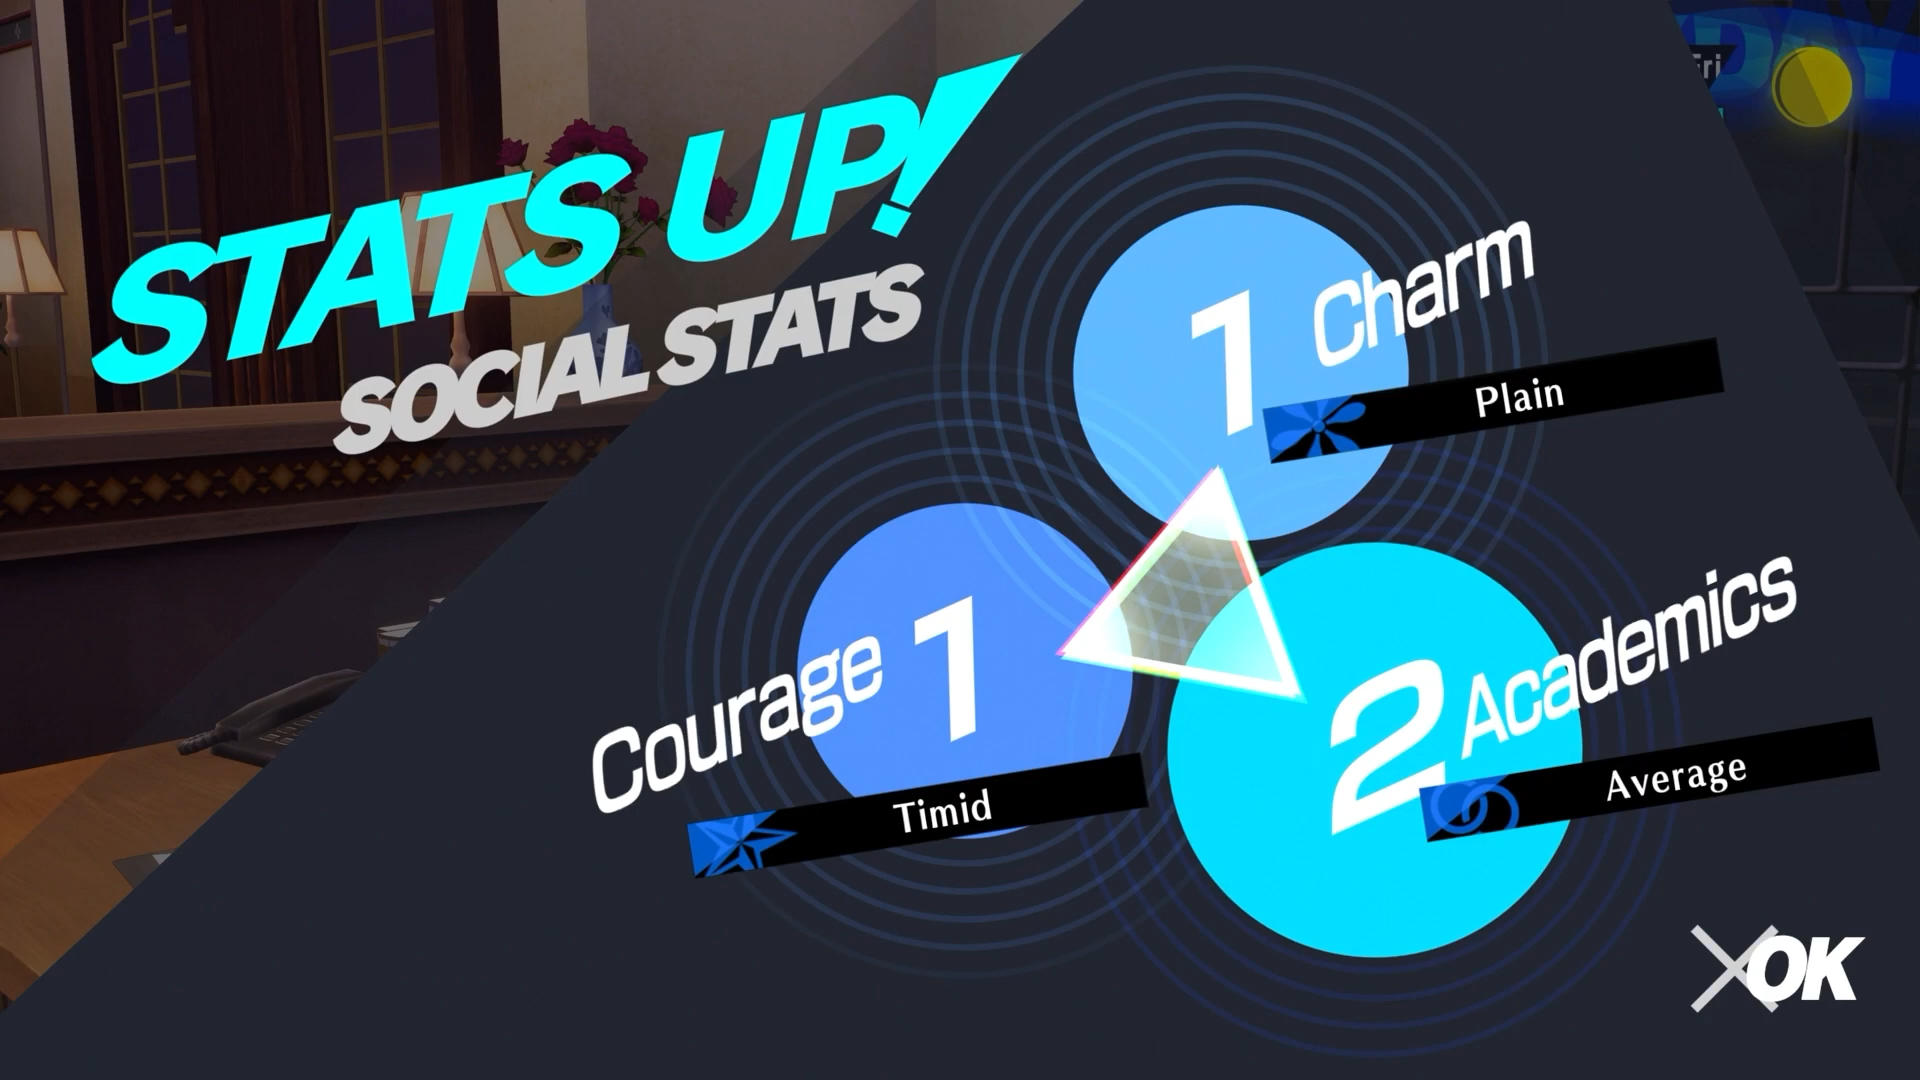 STATS UP!
SOCIAL STATS
1 Charm
Plain
Courage 1
Timid
2 Academics
Average
OK